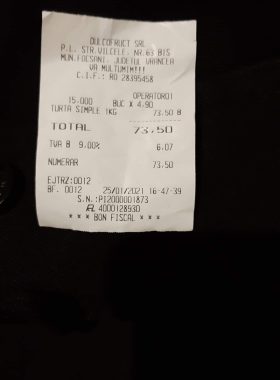 DULCOFRUCT SRL
P.L. STR.VILCELE NR.63 BIS
MUN.FOCSANI, JUDETUL VRANCEA
VA MULTUMIM!!!
C.I.F.: RO 28395458
OPERATOR01
15.000 BUC X 4.90
TURTA SIMPLE 1KG 73.50 B
TOTAL 73,50
TVA B 9.00% 6.07
NUMERAR 73.50
EJTRZ:0012
BF. 0012 25/01/2021 16-47-39
S.N.:PI2000001873
4000128930
* * * BON FISCAL * * *